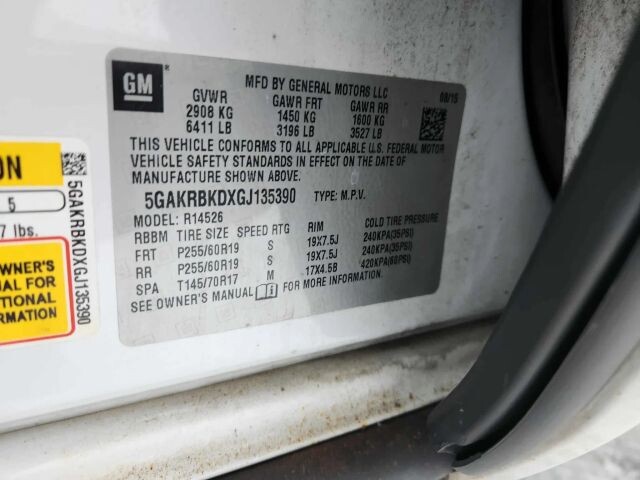 GM
MFD BY GENERAL MOTORS LLC
08/15
GVWR GAWR FRT GAWR RR
2908 KG 1450 KG 1600 KG
6411 LB 3196 LB 3527 LB
THIS VEHICLE CONFORMS TO ALL APPLICABLE U.S. FEDERAL MOTOR
VEHICLE SAFETY STANDARDS IN EFFECT ON THE DATE OF
MANUFACTURE SHOWN ABOVE.
5GAKRBKDXGJ135390 TYPE: M.P.V.
MODEL: R14526
RBBM TIRE SIZE SPEED RTG RIM COLD TIRE PRESSURE
FRT P255/60R19 S 19X7.5J 240KPA(35PSI)
RR P255/60R19 S 19X7.5J 240KPA(35PSI)
SPA T145/70R17 M 17X4.5B 420KPA(60PSI)
SEE OWNER'S MANUAL FOR MORE INFORMATION.
ON
5
7 lbs.
OWNER'S
MANUAL
FOR
TIONAL
ORMATION
5GAKRBKDXGJ135390